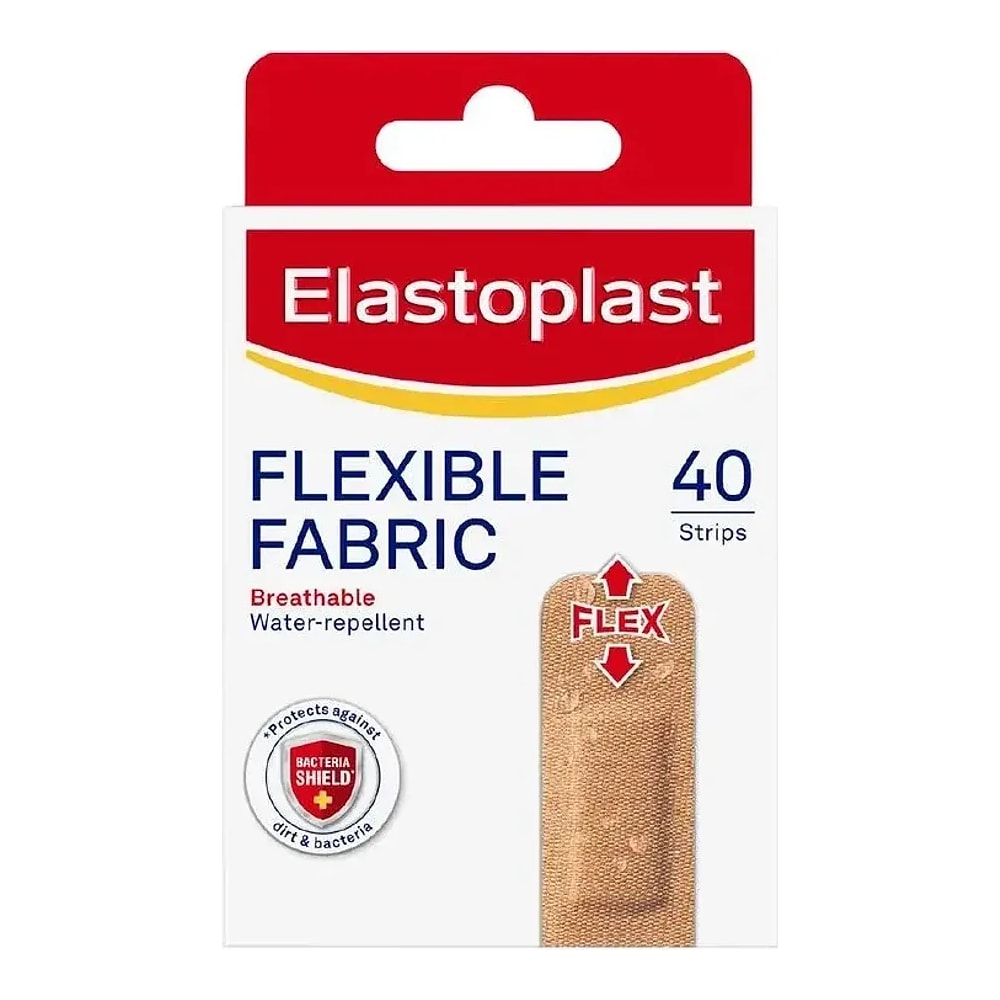 Elastoplast
FLEXIBLE
FABRIC
40
Strips
Breathable
Water-repellent
FLEX
*Protects against
BACTERIA
SHIELD*
dirt & bacteria